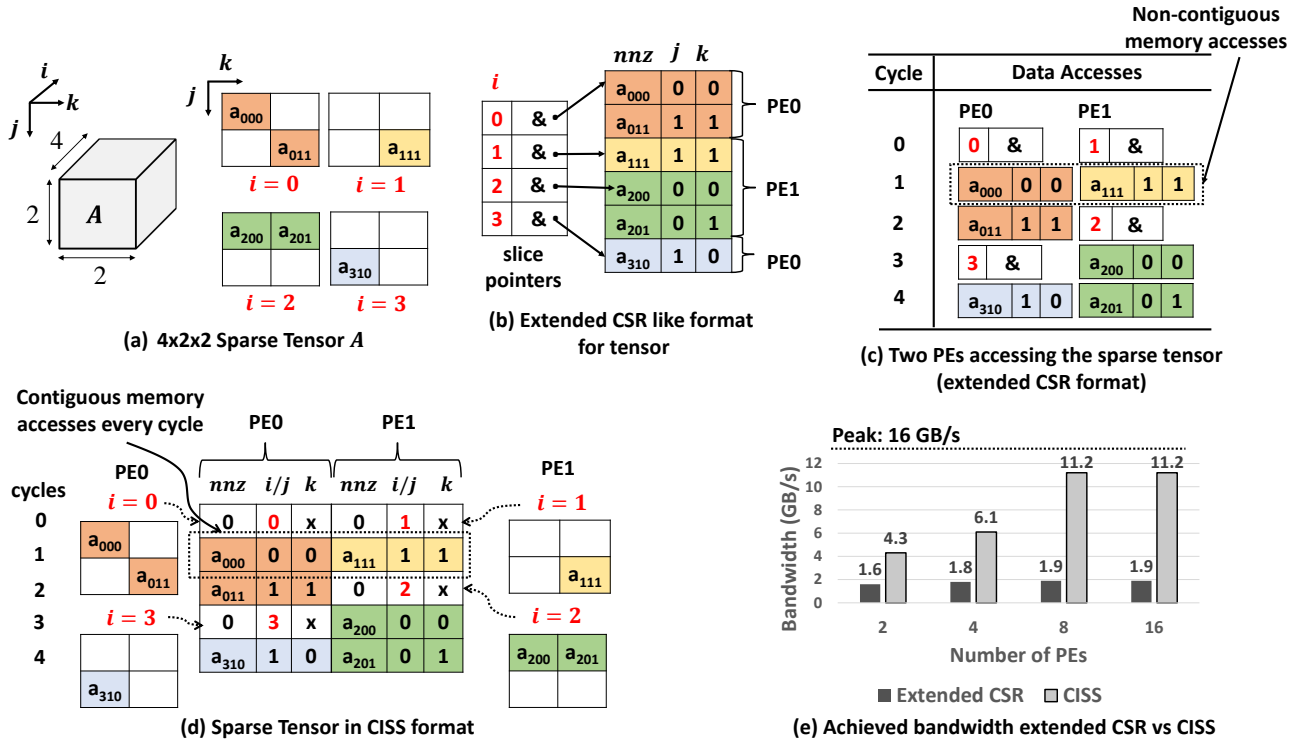 i
k
j
4
2
A
2
k
j
a000
a011
i = 0
a111
i = 1
a200 a201
i = 2
a310
i = 3
(a) 4x2x2 Sparse Tensor A
i
0 &
1 &
2 &
3 &
slice
pointers
nnz j k
a000 0 0
a011 1 1
a111 1 1
a200 0 0
a201 0 1
a310 1 0
PE0
PE1
PE0
(b) Extended CSR like format
for tensor
Non-contiguous
memory accesses
Cycle Data Accesses
PE0 PE1
0 0 & 1 &
1 a000 0 0 a111 1 1
2 a011 1 1 2 &
3 3 & a200 0 0
4 a310 1 0 a201 0 1
(c) Two PEs accessing the sparse tensor
(extended CSR format)
Contiguous memory
accesses every cycle
PE0 PE1
PE0
PE1
cycles
nnz i/j k nnz i/j k
i = 0
i = 1
0 0 0 x 0 1 x
1 a000 0 0 a111 1 1
2 a011 1 1 0 2 x
3 0 3 x a200 0 0
4 a310 1 0 a201 0 1
a000
a011
i = 3
a310
a111
i = 2
a200 a201
(d) Sparse Tensor in CISS format
Peak: 16 GB/s
Bandwidth (GB/s)
12
10
8
6
4
2
0
1.6 4.3
1.8 6.1
1.9 11.2
1.9 11.2
2 4 8 16
Number of PEs
Extended CSR CISS
(e) Achieved bandwidth extended CSR vs CISS